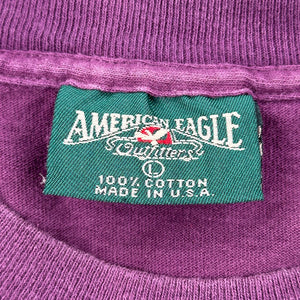 AMERICAN EAGLE
Outfitters
L
100% COTTON
MADE IN U.S.A.